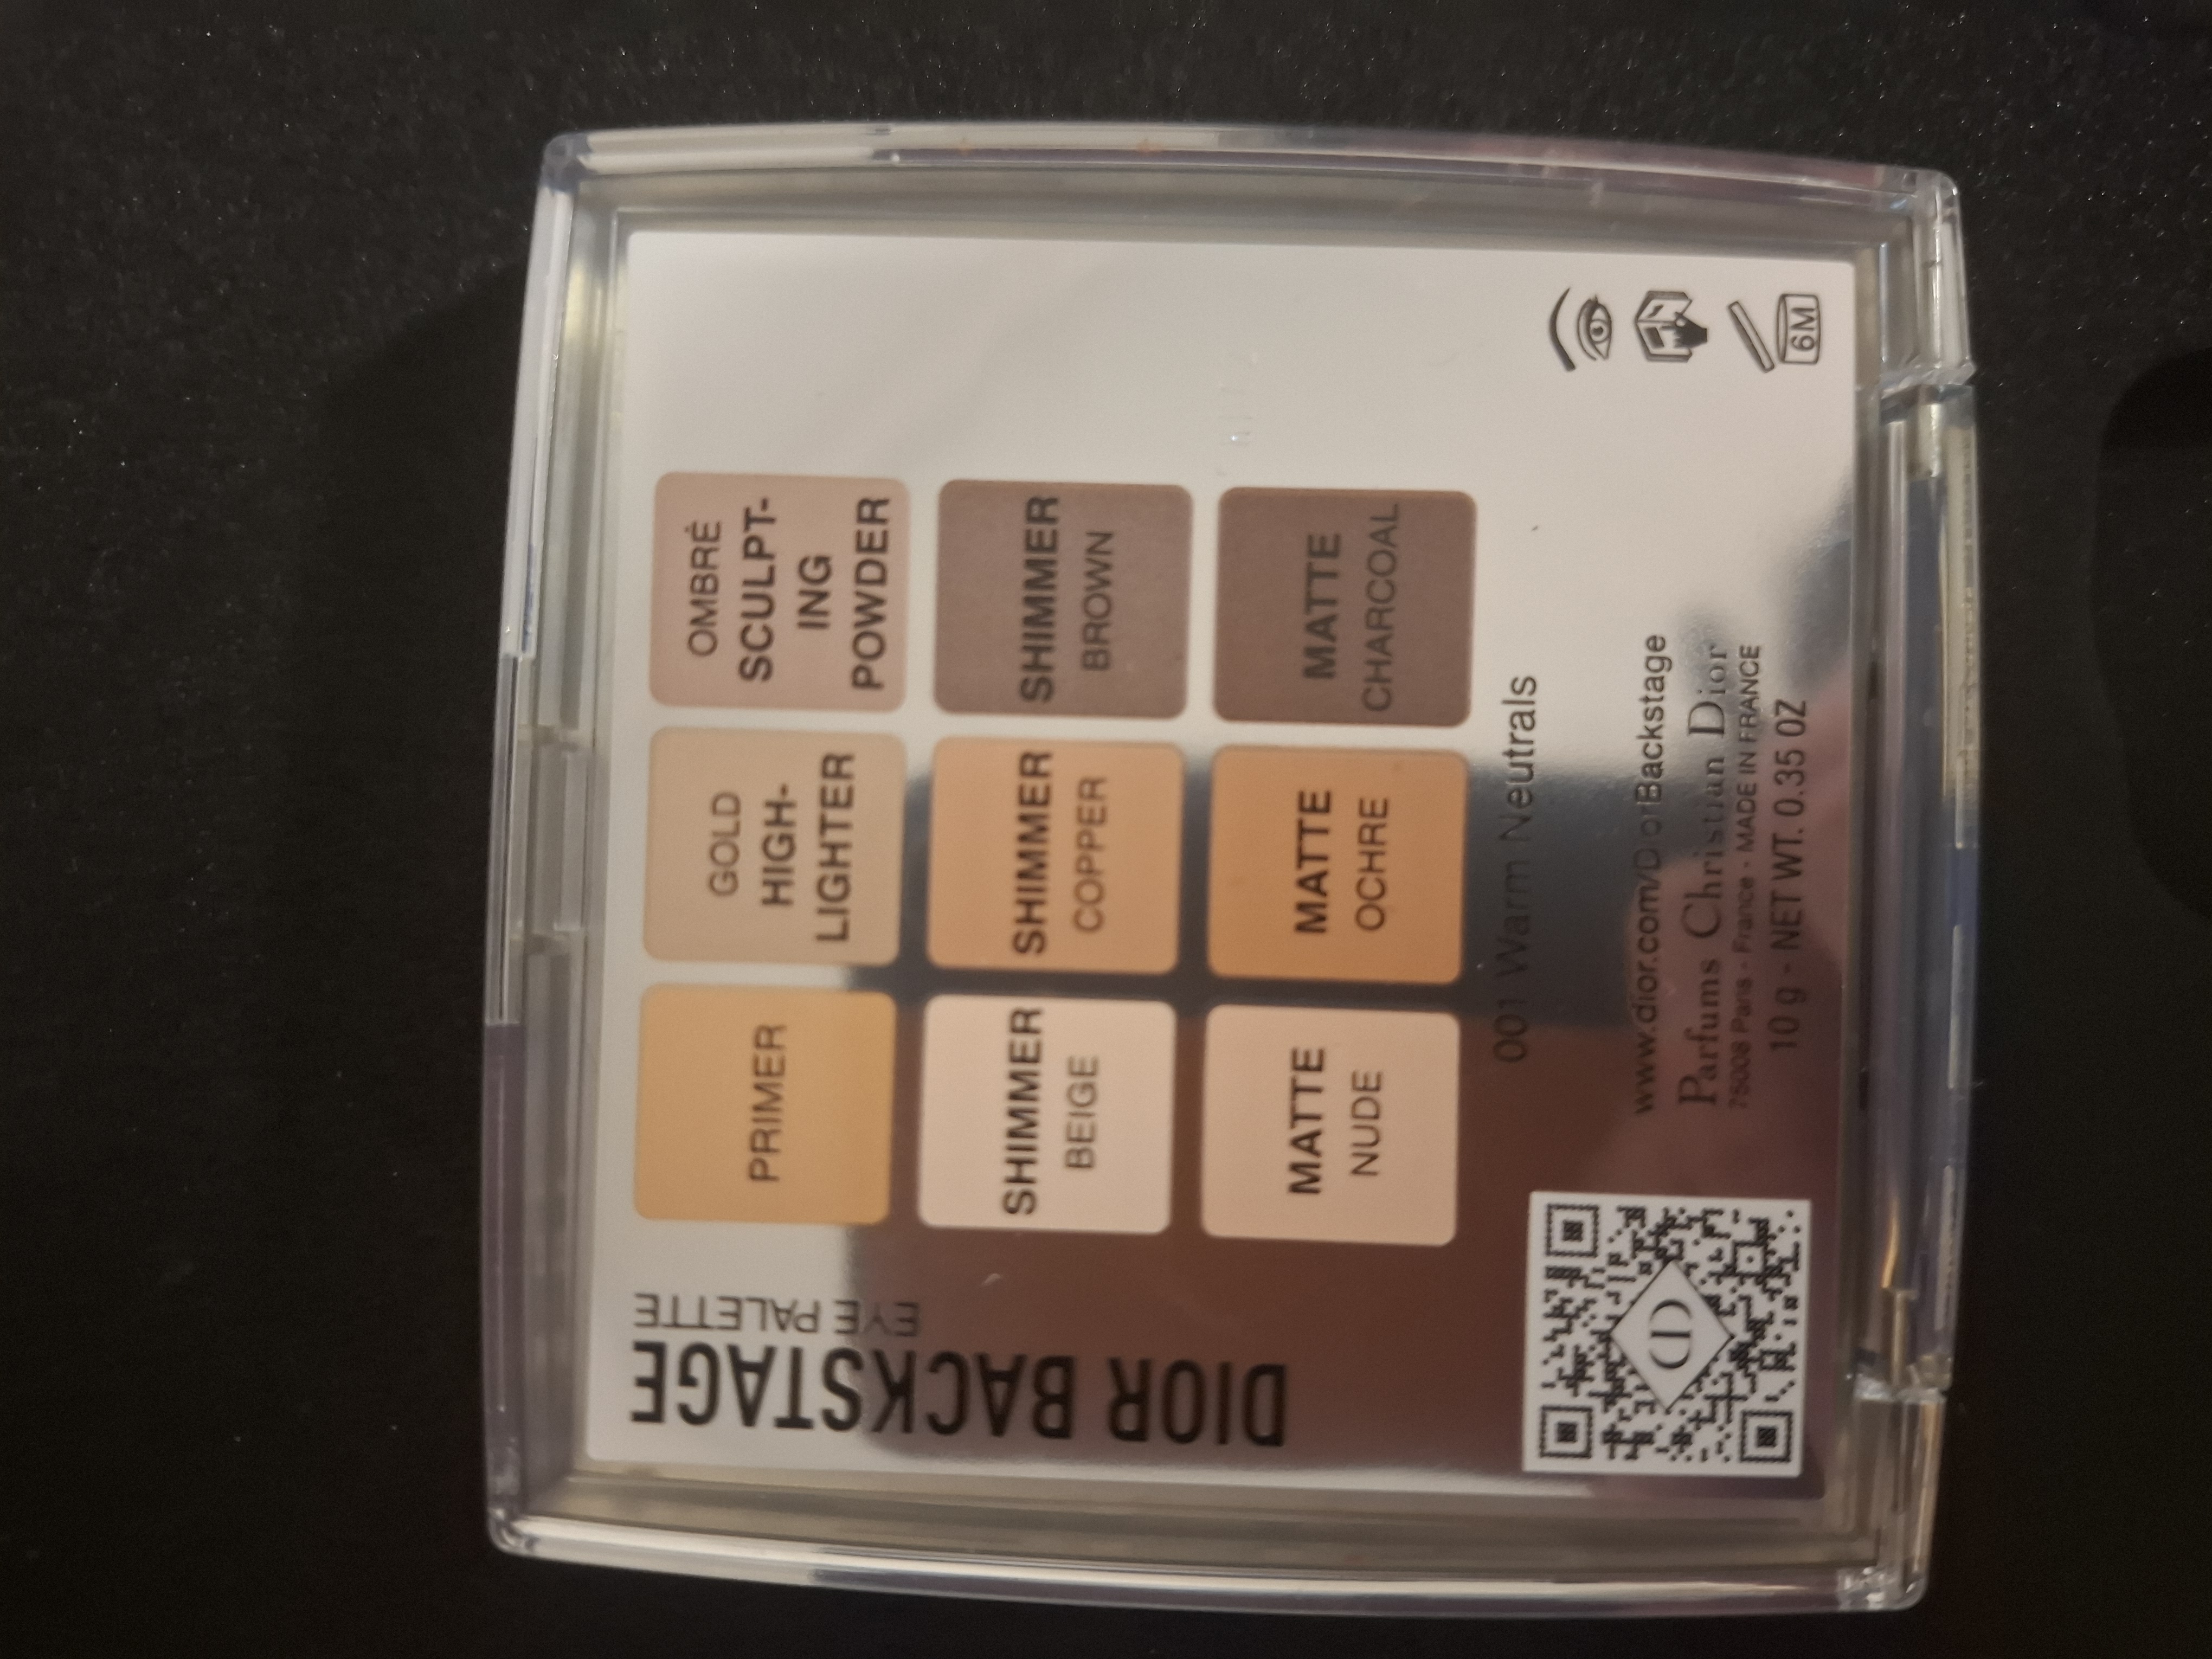 DIOR BACKSTAGE
EYE PALETTE
PRIMER
GOLD
HIGH-
LIGHTER
OMBRÉ
SCULPT-
ING
POWDER
SHIMMER
BEIGE
SHIMMER
COPPER
SHIMMER
BROWN
MATTE
NUDE
MATTE
OCHRE
MATTE
CHARCOAL
001 Warm Neutrals
www.dior.com/DiorBackstage
Parfums Christian Dior
75008 Paris - France - MADE IN FRANCE
10 g - NET WT. 0.35 OZ
CD
6M